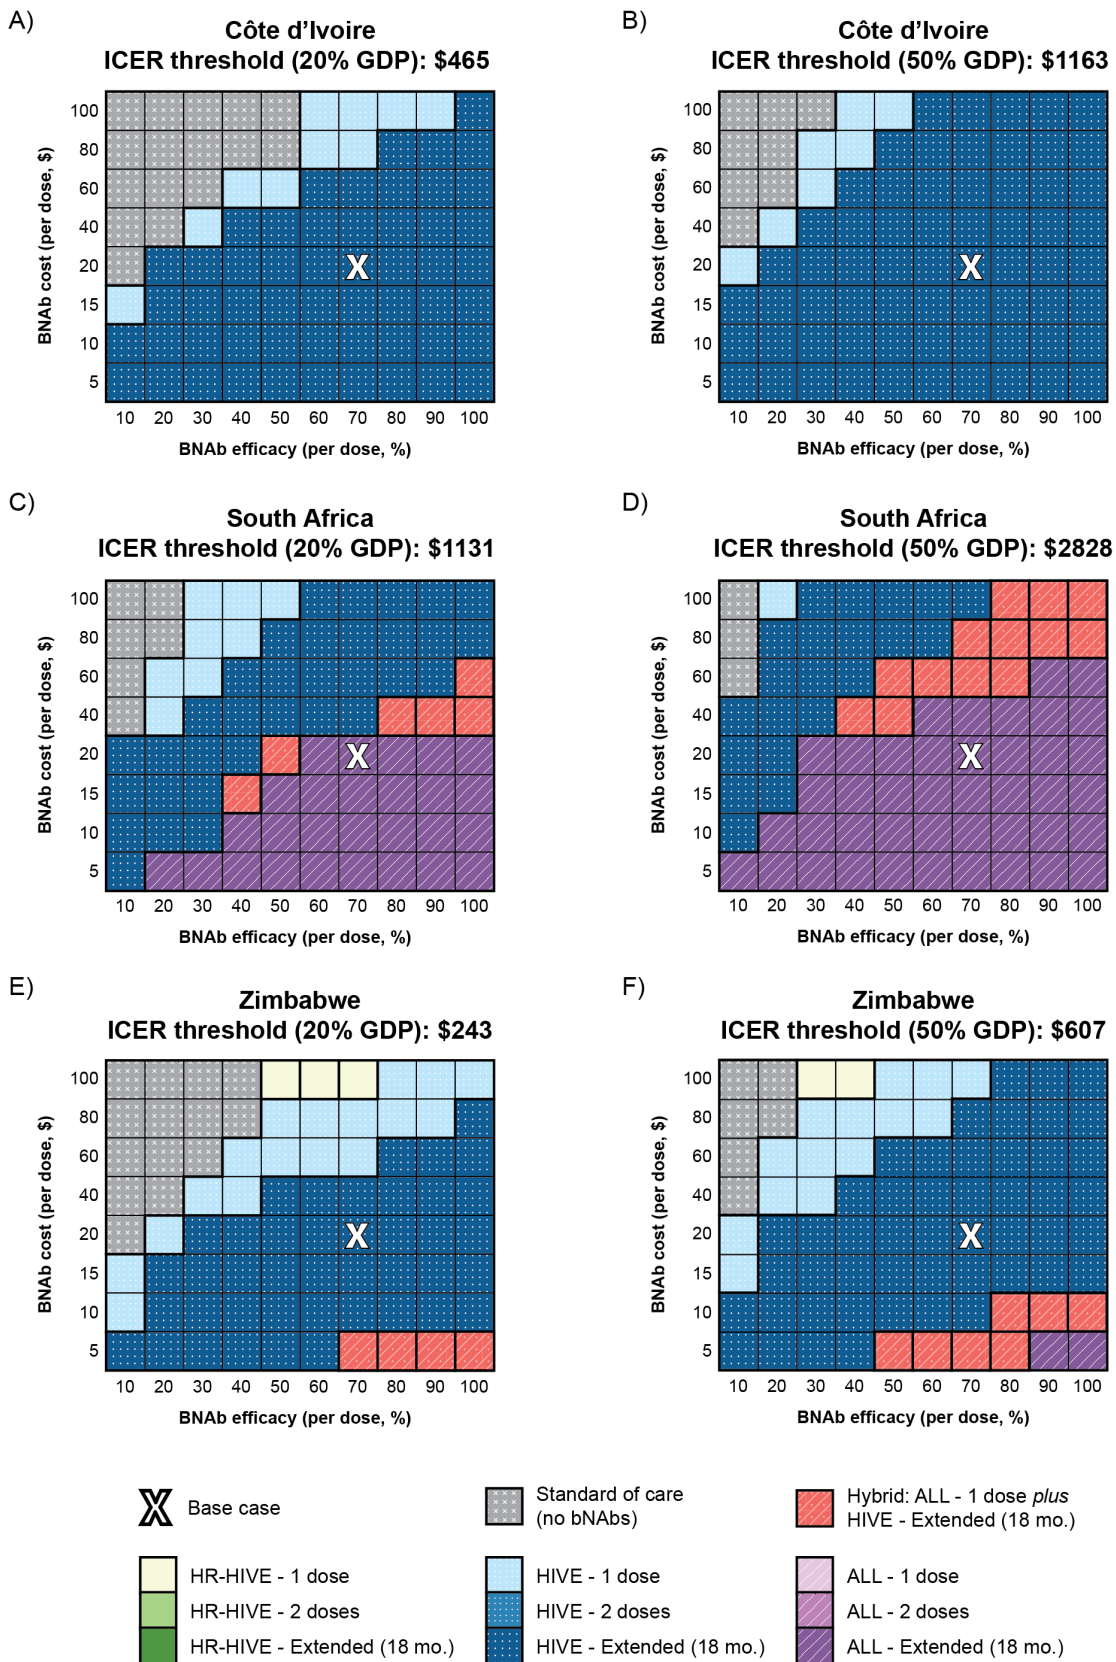 A)
Côte d’Ivoire
ICER threshold (20% GDP): $465
BNAb cost (per dose, $)
100
80
60
40
20
15
10
5
X
10 20 30 40 50 60 70 80 90 100
BNAb efficacy (per dose, %)
B)
Côte d’Ivoire
ICER threshold (50% GDP): $1163
BNAb cost (per dose, $)
100
80
60
40
20
15
10
5
X
10 20 30 40 50 60 70 80 90 100
BNAb efficacy (per dose, %)
C)
South Africa
ICER threshold (20% GDP): $1131
BNAb cost (per dose, $)
100
80
60
40
20
15
10
5
X
10 20 30 40 50 60 70 80 90 100
BNAb efficacy (per dose, %)
D)
South Africa
ICER threshold (50% GDP): $2828
BNAb cost (per dose, $)
100
80
60
40
20
15
10
5
X
10 20 30 40 50 60 70 80 90 100
BNAb efficacy (per dose, %)
E)
Zimbabwe
ICER threshold (20% GDP): $243
BNAb cost (per dose, $)
100
80
60
40
20
15
10
5
X
10 20 30 40 50 60 70 80 90 100
BNAb efficacy (per dose, %)
F)
Zimbabwe
ICER threshold (50% GDP): $607
BNAb cost (per dose, $)
100
80
60
40
20
15
10
5
X
10 20 30 40 50 60 70 80 90 100
BNAb efficacy (per dose, %)
X Base case
Standard of care
(no bNAbs)
Hybrid: ALL - 1 dose plus
HIVE - Extended (18 mo.)
HR-HIVE - 1 dose
HR-HIVE - 2 doses
HR-HIVE - Extended (18 mo.)
HIVE - 1 dose
HIVE - 2 doses
HIVE - Extended (18 mo.)
ALL - 1 dose
ALL - 2 doses
ALL - Extended (18 mo.)